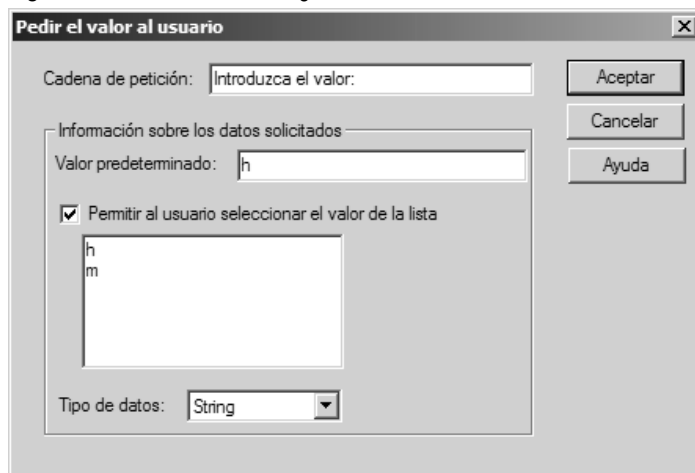 Pedir el valor al usuario
Cadena de petición: Introduzca el valor:
Aceptar
Cancelar
Información sobre los datos solicitados
Valor predeterminado: h
Ayuda
Permitir al usuario seleccionar el valor de la lista
h
m
Tipo de datos: String